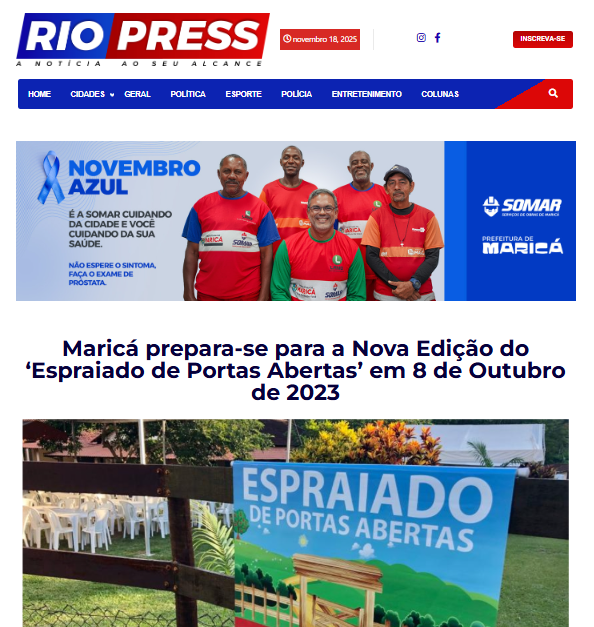 RIO PRESS
A NOTÍCIA AO SEU ALCANCE
novembro 18, 2025
INSCREVA-SE
HOME CIDADES GERAL POLÍTICA ESPORTE POLÍCIA ENTRETENIMENTO COLUNAS
NOVEMBRO
AZUL
É A SOMAR CUIDANDO
DA CIDADE E VOCÊ
CUIDANDO DA SUA
SAÚDE.
NÃO ESPERE O SINTOMA,
FAÇA O EXAME DE
PRÓSTATA.
SOMAR
SERVIÇOS DE OBRAS DE MARICÁ
PREFEITURA DE
MARICÁ
Maricá prepara-se para a Nova Edição do
‘Espraiado de Portas Abertas’ em 8 de Outubro
de 2023
ESPRAIADO
DE PORTAS ABERTAS